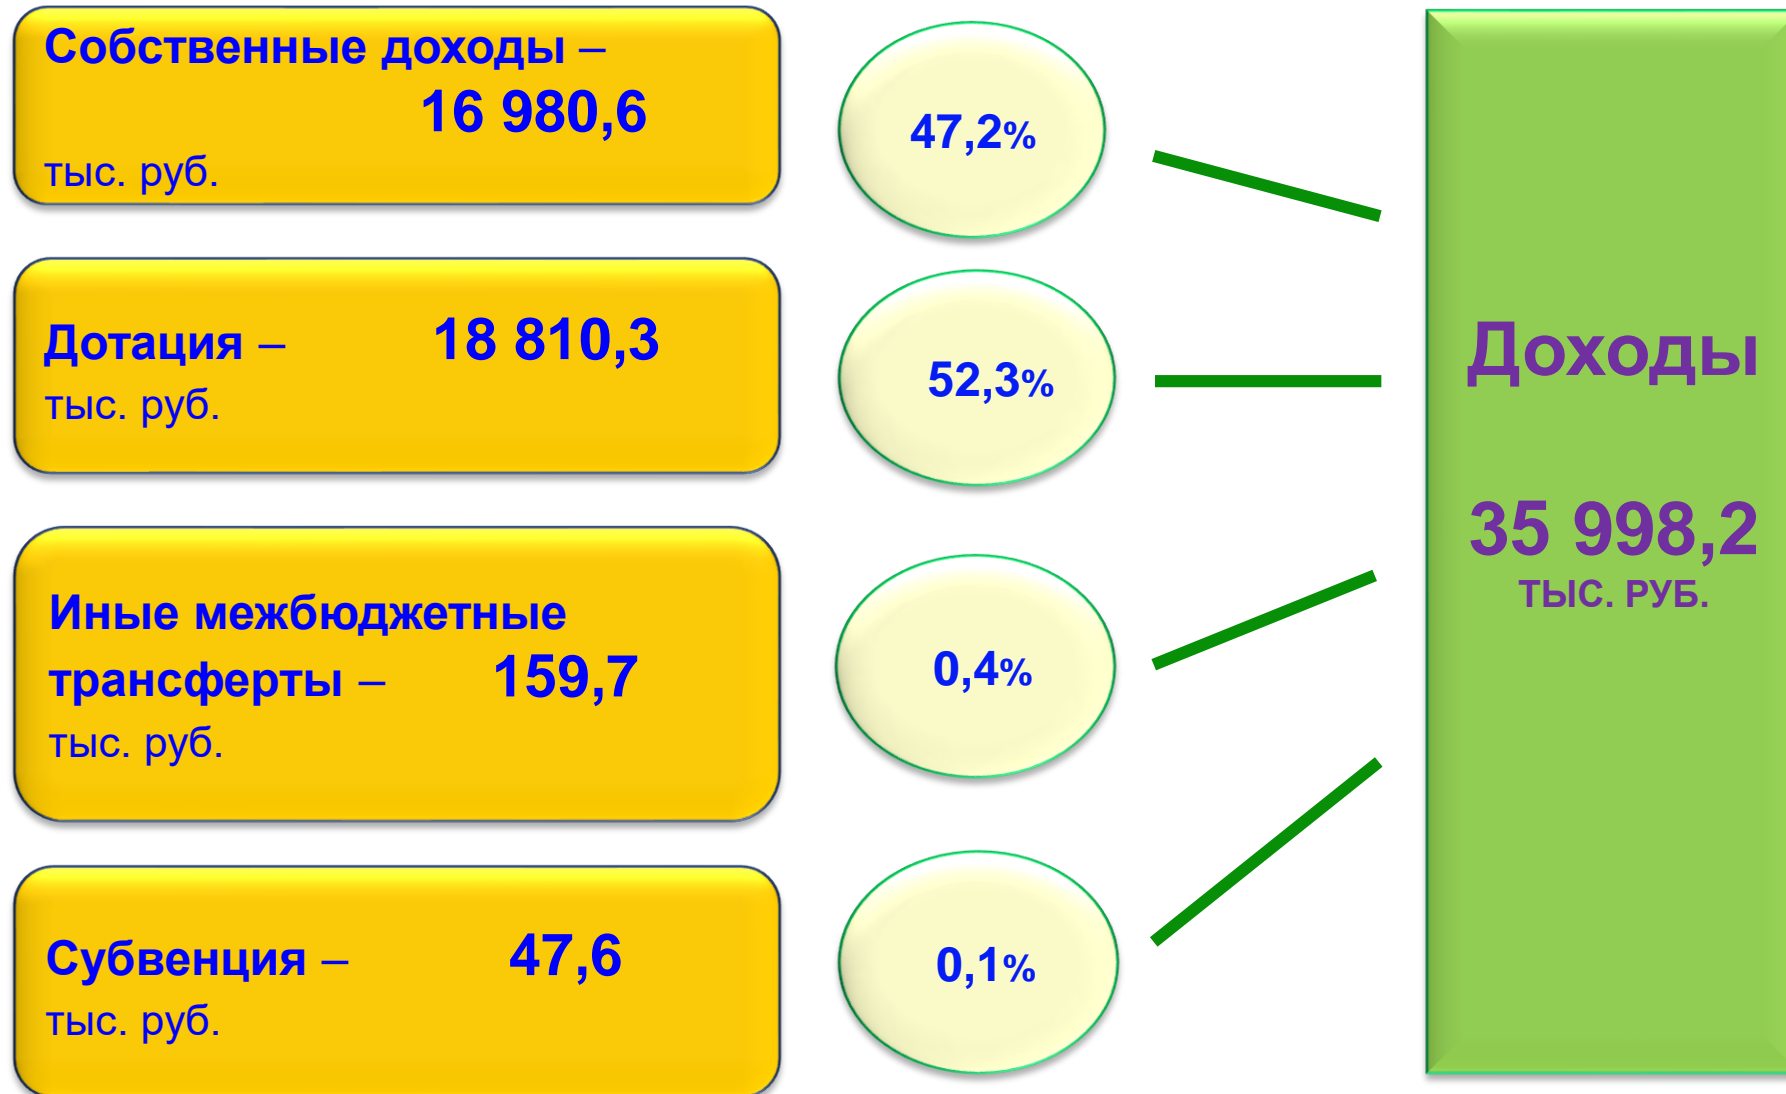 Собственные доходы –
16 980,6
тыс. руб.
47,2%
Дотация – 18 810,3
тыс. руб.
52,3%
Иные межбюджетные
трансферты – 159,7
тыс. руб.
0,4%
Субвенция – 47,6
тыс. руб.
0,1%
Доходы
35 998,2
ТЫС. РУБ.